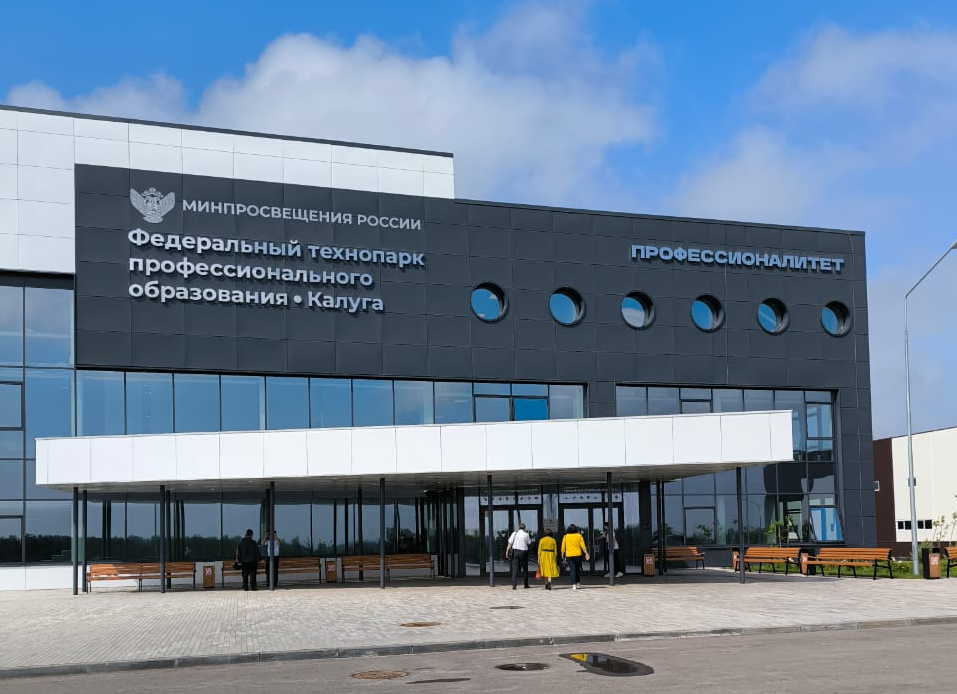 МИНПРОСВЕЩЕНИЯ РОССИИ
Федеральный технопарк
профессионального
образования • Калуга
ПРОФЕССИОНАЛИТЕТ